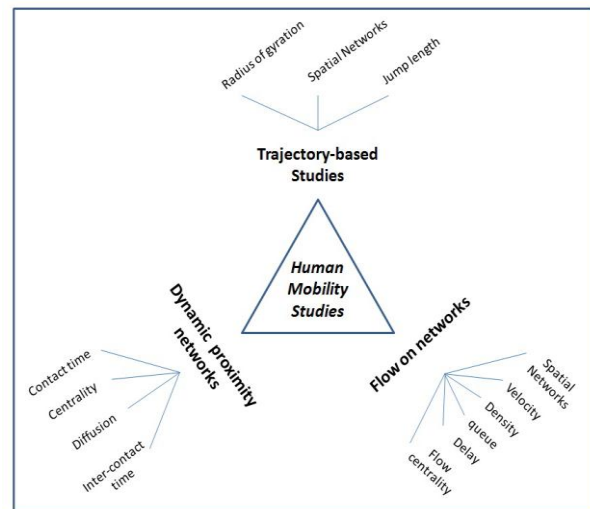 Radius of gyration
Spatial Networks
Jump length
Trajectory-based
Studies
Human
Mobility
Studies
Dynamic proximity
networks
Contact time
Centrality
Diffusion
Inter-contact
time
Flow on networks
Spatial
Networks
Velocity
Density
queue
Delay
Flow
centrality